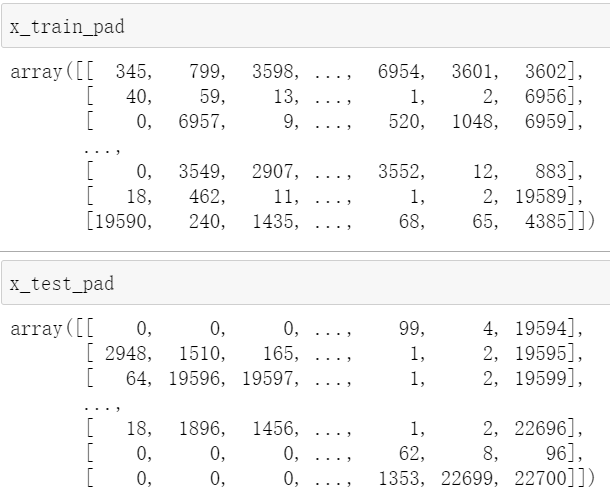 x_train_pad
array([[ 345, 799, 3598, ..., 6954, 3601, 3602],
[ 40, 59, 13, ..., 1, 2, 6956],
[ 0, 6957, 9, ..., 520, 1048, 6959],
...,
[ 0, 3549, 2907, ..., 3552, 12, 883],
[ 18, 462, 11, ..., 1, 2, 19589],
[19590, 240, 1435, ..., 68, 65, 4385]])
x_test_pad
array([[ 0, 0, 0, ..., 99, 4, 19594],
[ 2948, 1510, 165, ..., 1, 2, 19595],
[ 64, 19596, 19597, ..., 1, 2, 19599],
...,
[ 18, 1896, 1456, ..., 1, 2, 22696],
[ 0, 0, 0, ..., 62, 8, 96],
[ 0, 0, 0, ..., 1353, 22699, 22700]])